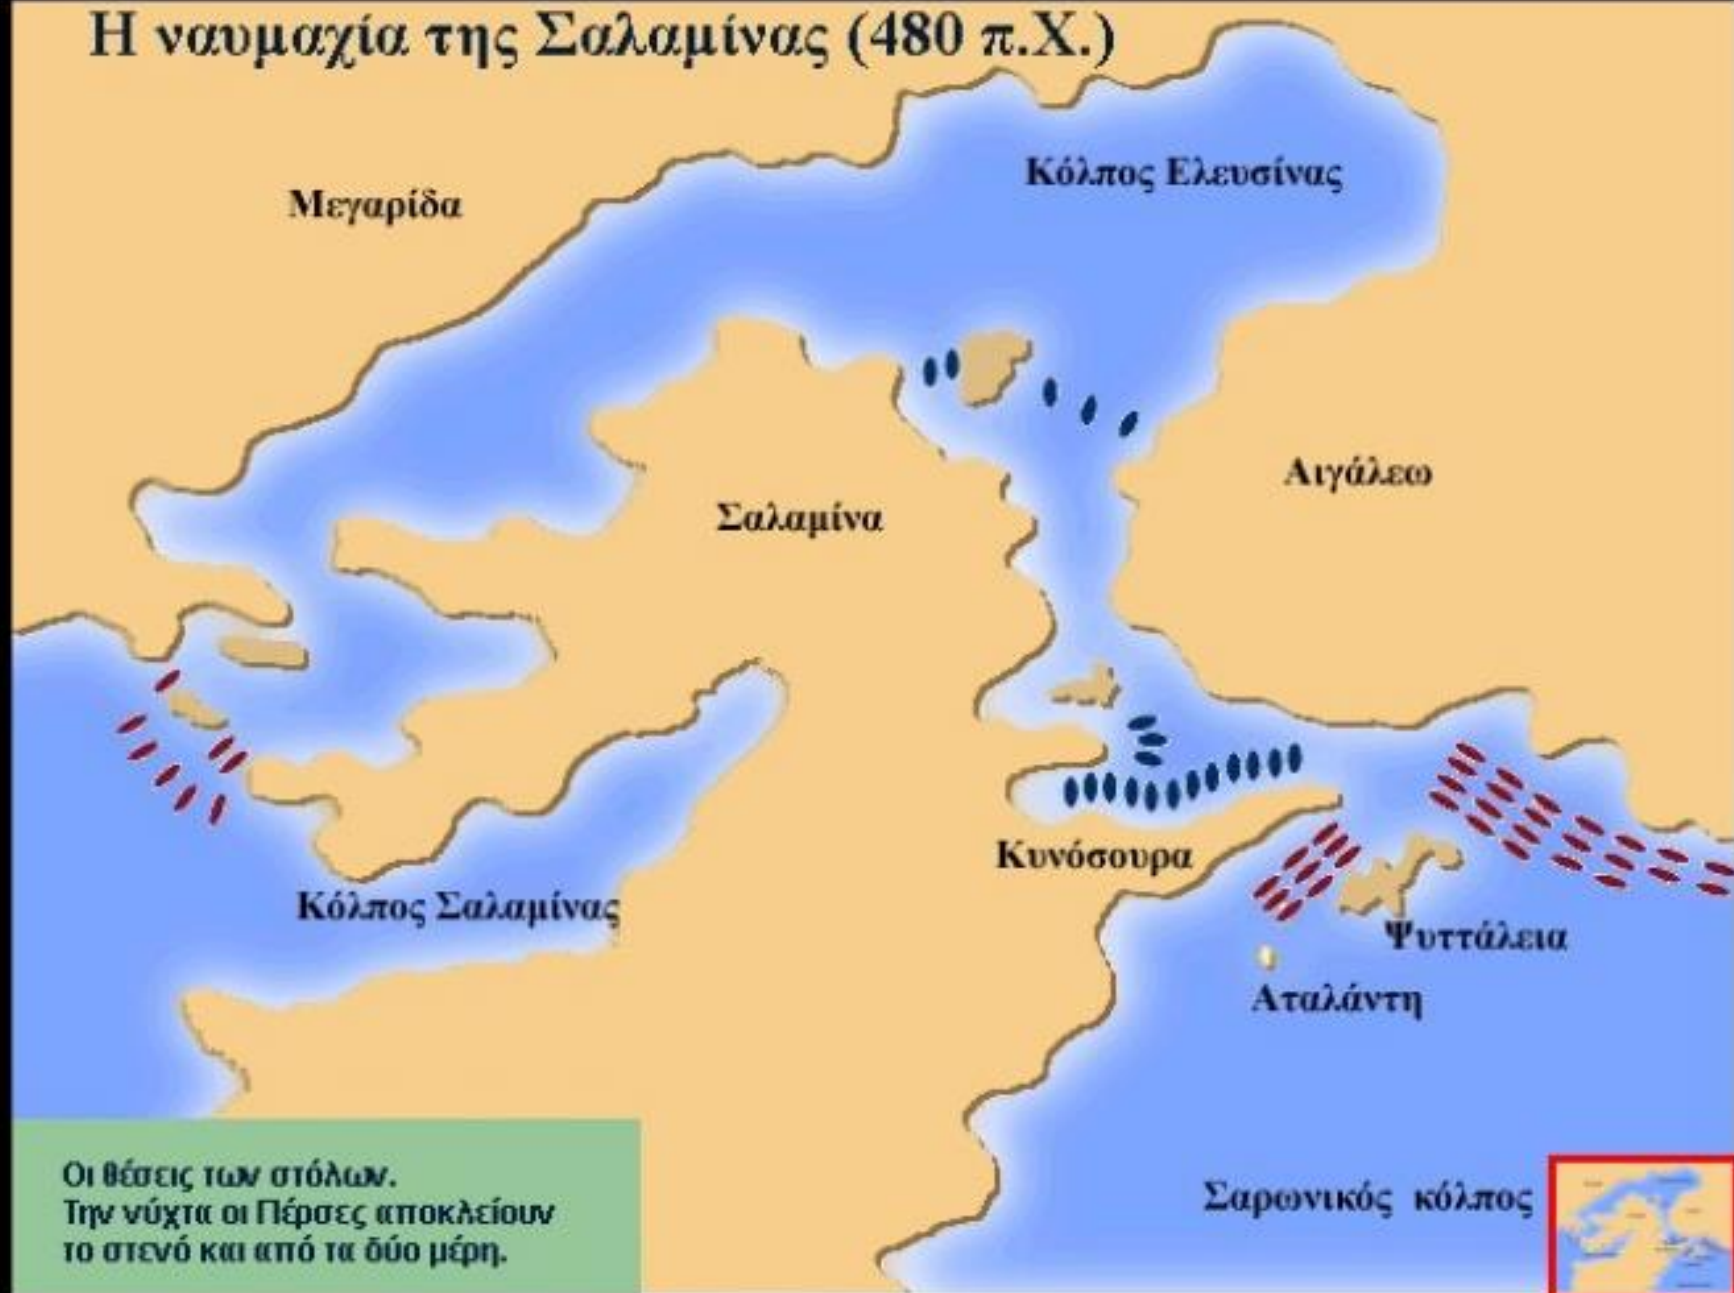 Η ναυμαχία της Σαλαμίνας (480 π.Χ.)
Κόλπος Ελευσίνας
Μεγαρίδα
Αιγάλεω
Σαλαμίνα
Κυνόσουρα
Κόλπος Σαλαμίνας
Ψυττάλεια
Αταλάντη
Οι θέσεις των στόλων.
Την νύχτα οι Πέρσες αποκλείουν
το στενό και από τα δύο μέρη.
Σαρωνικός κόλπος